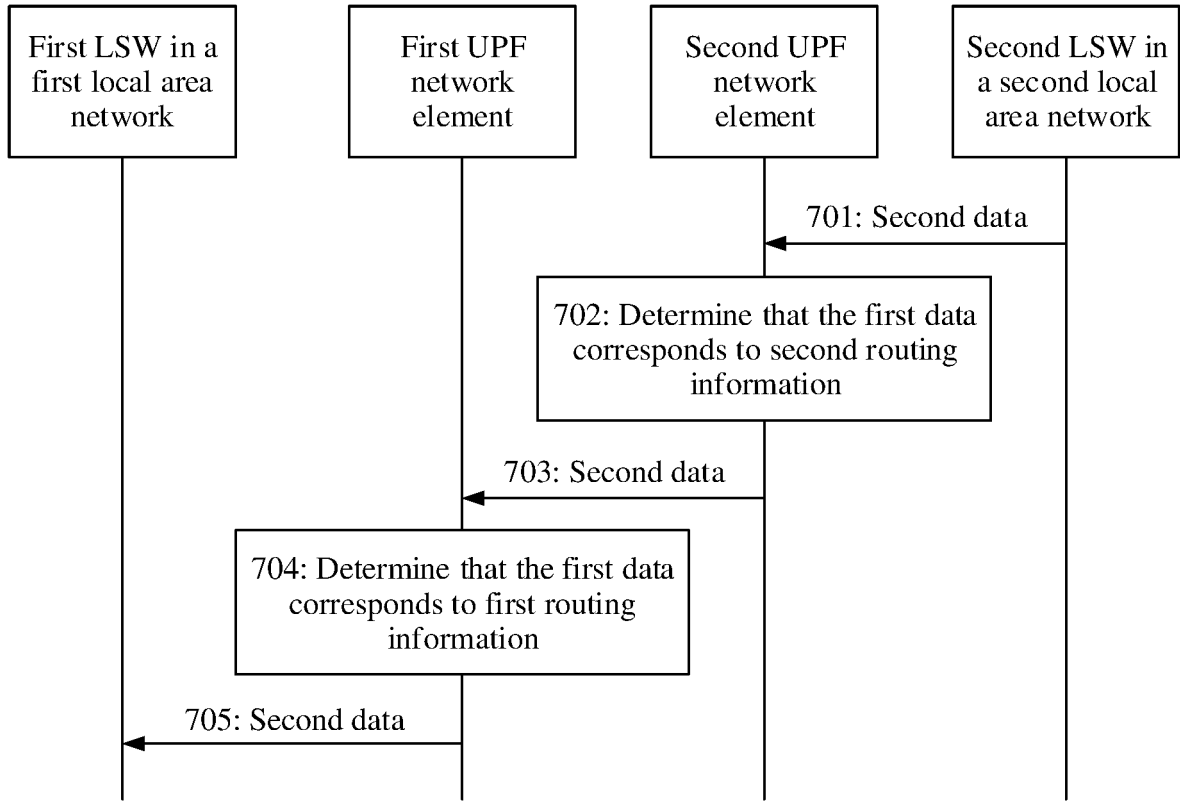 First LSW in a
first local area
network
First UPF
network
element
Second UPF
network
element
Second LSW in
a second local
area network
701: Second data
702: Determine that the first data
corresponds to second routing
information
703: Second data
704: Determine that the first data
corresponds to first routing
information
705: Second data